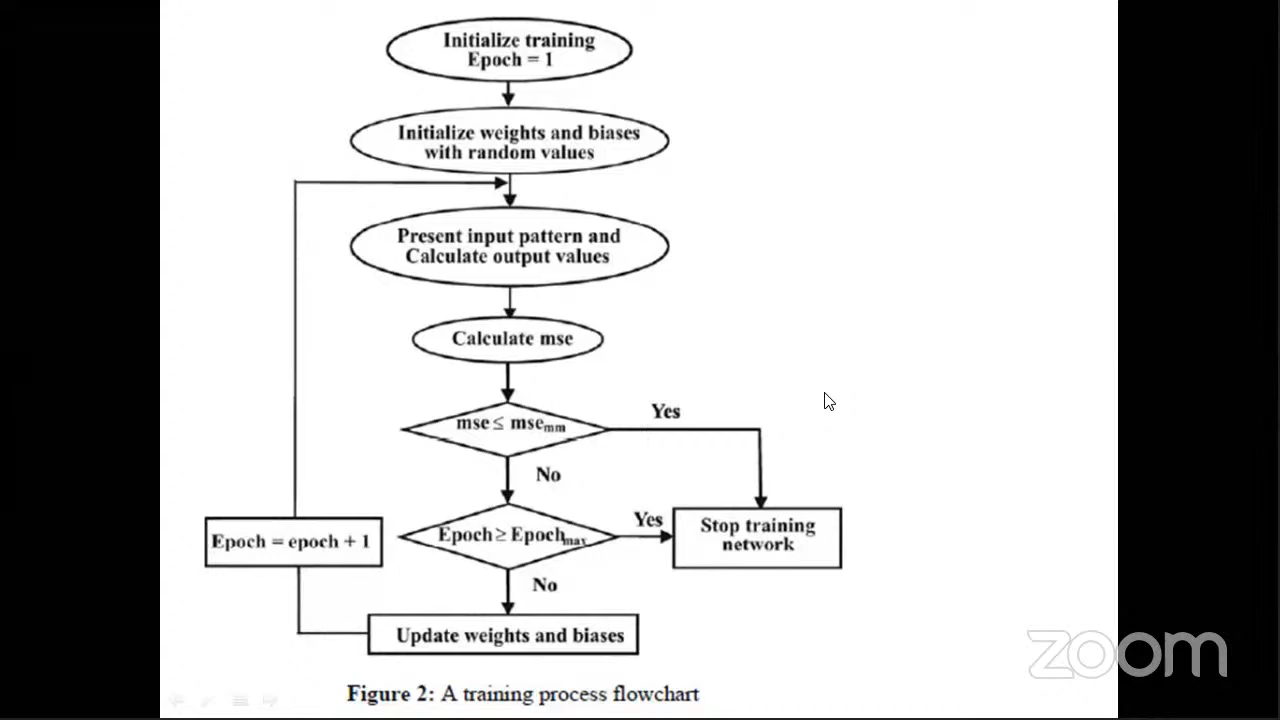 Initialize training
Epoch = 1
Initialize weights and biases
with random values
Present input pattern and
Calculate output values
Calculate mse
mse ≤ msemm
Yes
No
Epoch ≥ Epochmax
Yes
Stop training
network
Epoch = epoch + 1
No
Update weights and biases
Figure 2: A training process flowchart
zoom